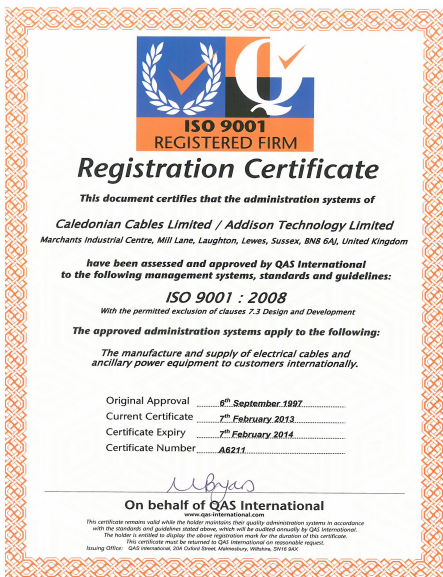 ISO 9001
REGISTERED FIRM
Registration Certificate
This document certifies that the administration systems of
Caledonian Cables Limited / Addison Technology Limited
Marchants Industrial Centre, Mill Lane, Laughton, Lewes, Sussex, BN8 6AJ, United Kingdom
have been assessed and approved by QAS International
to the following management systems, standards and guidelines:
ISO 9001 : 2008
With the permitted exclusion of clauses 7.3 Design and Development
The approved administration systems apply to the following:
The manufacture and supply of electrical cables and
ancillary power equipment to customers internationally.
Original Approval 6th September 1997
Current Certificate 7th February 2013
Certificate Expiry 7th February 2014
Certificate Number A6211
On behalf of QAS International
www.qas-international.com
This certificate remains valid while the holder maintains their quality administration systems in accordance
with the standards and guidelines stated above, which will be audited annually by QAS International.
The holder is entitled to display the above registration mark for the duration of this certificate.
This certificate must be returned to QAS International on reasonable request.
Issuing Office: QAS International, 20A Oxford Street, Malmesbury, Wiltshire, SN16 9AX